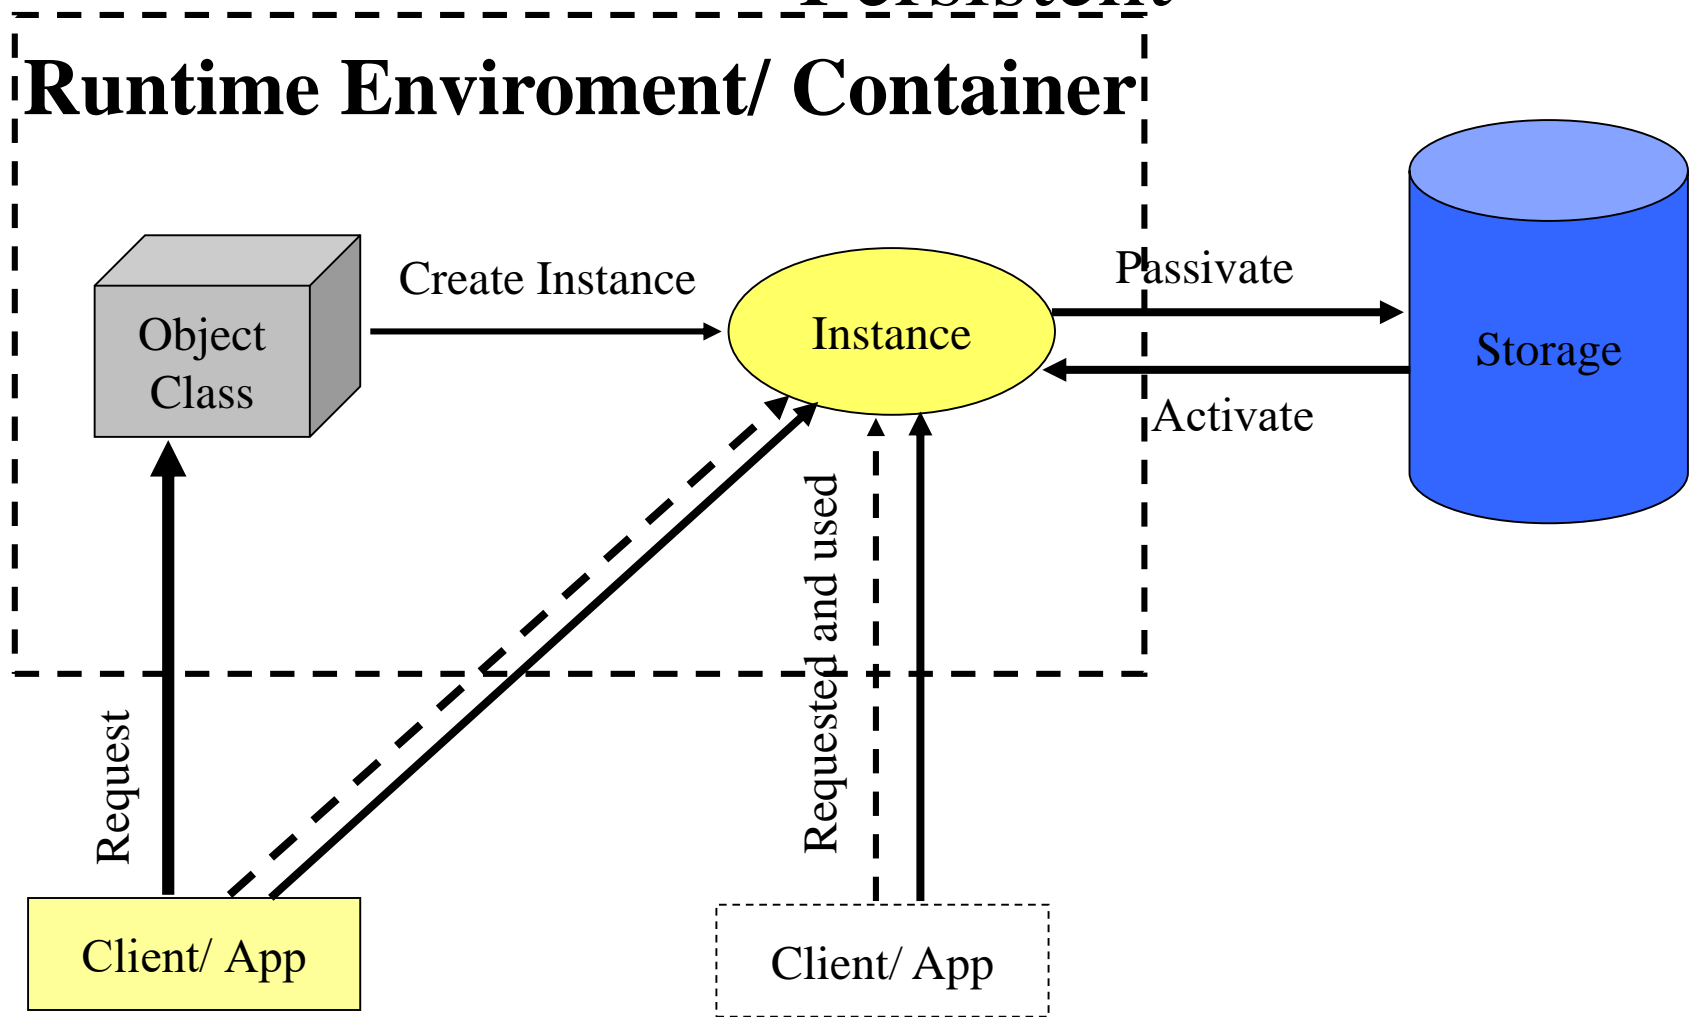 Persistent
Runtime Enviroment/ Container
Create Instance
Passivate
Object
Class
Instance
Storage
Activate
Requested and used
Request
Client/ App
Client/ App